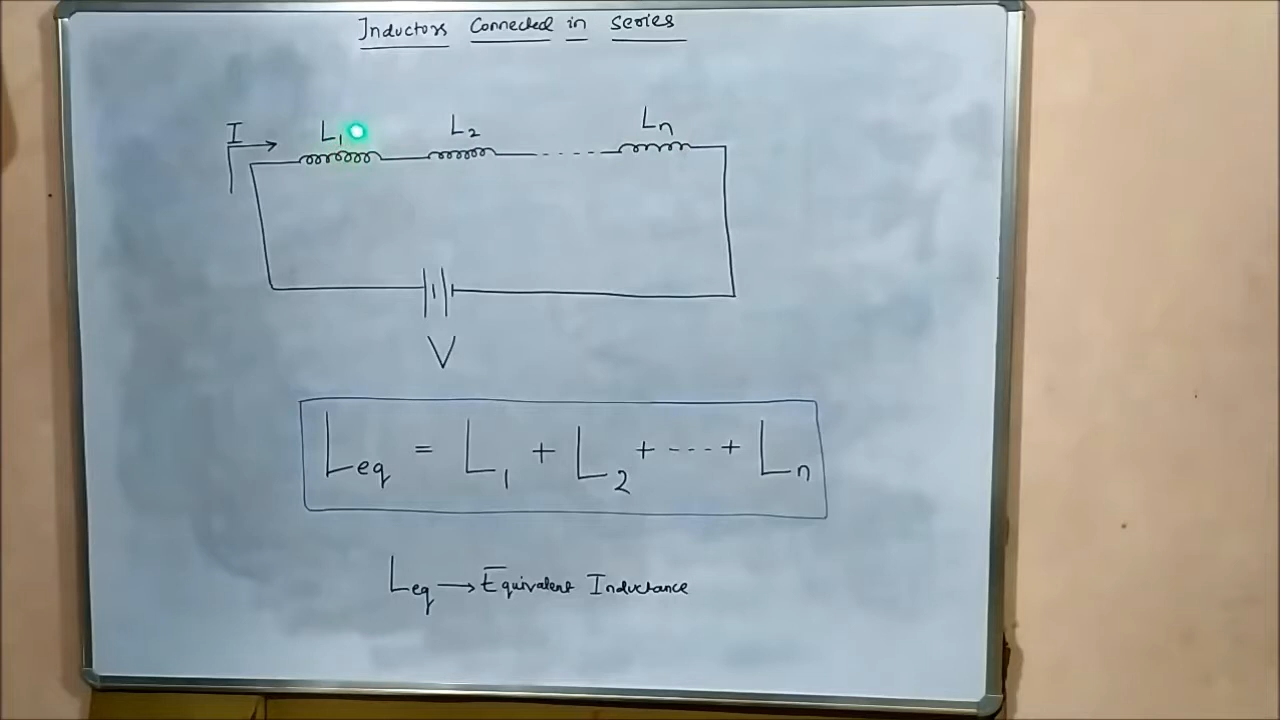 Inductors Connected in series
I L1 L2 Ln
V
Leq = L1 + L2 + ---- + Ln
Leq → Equivalent Inductance